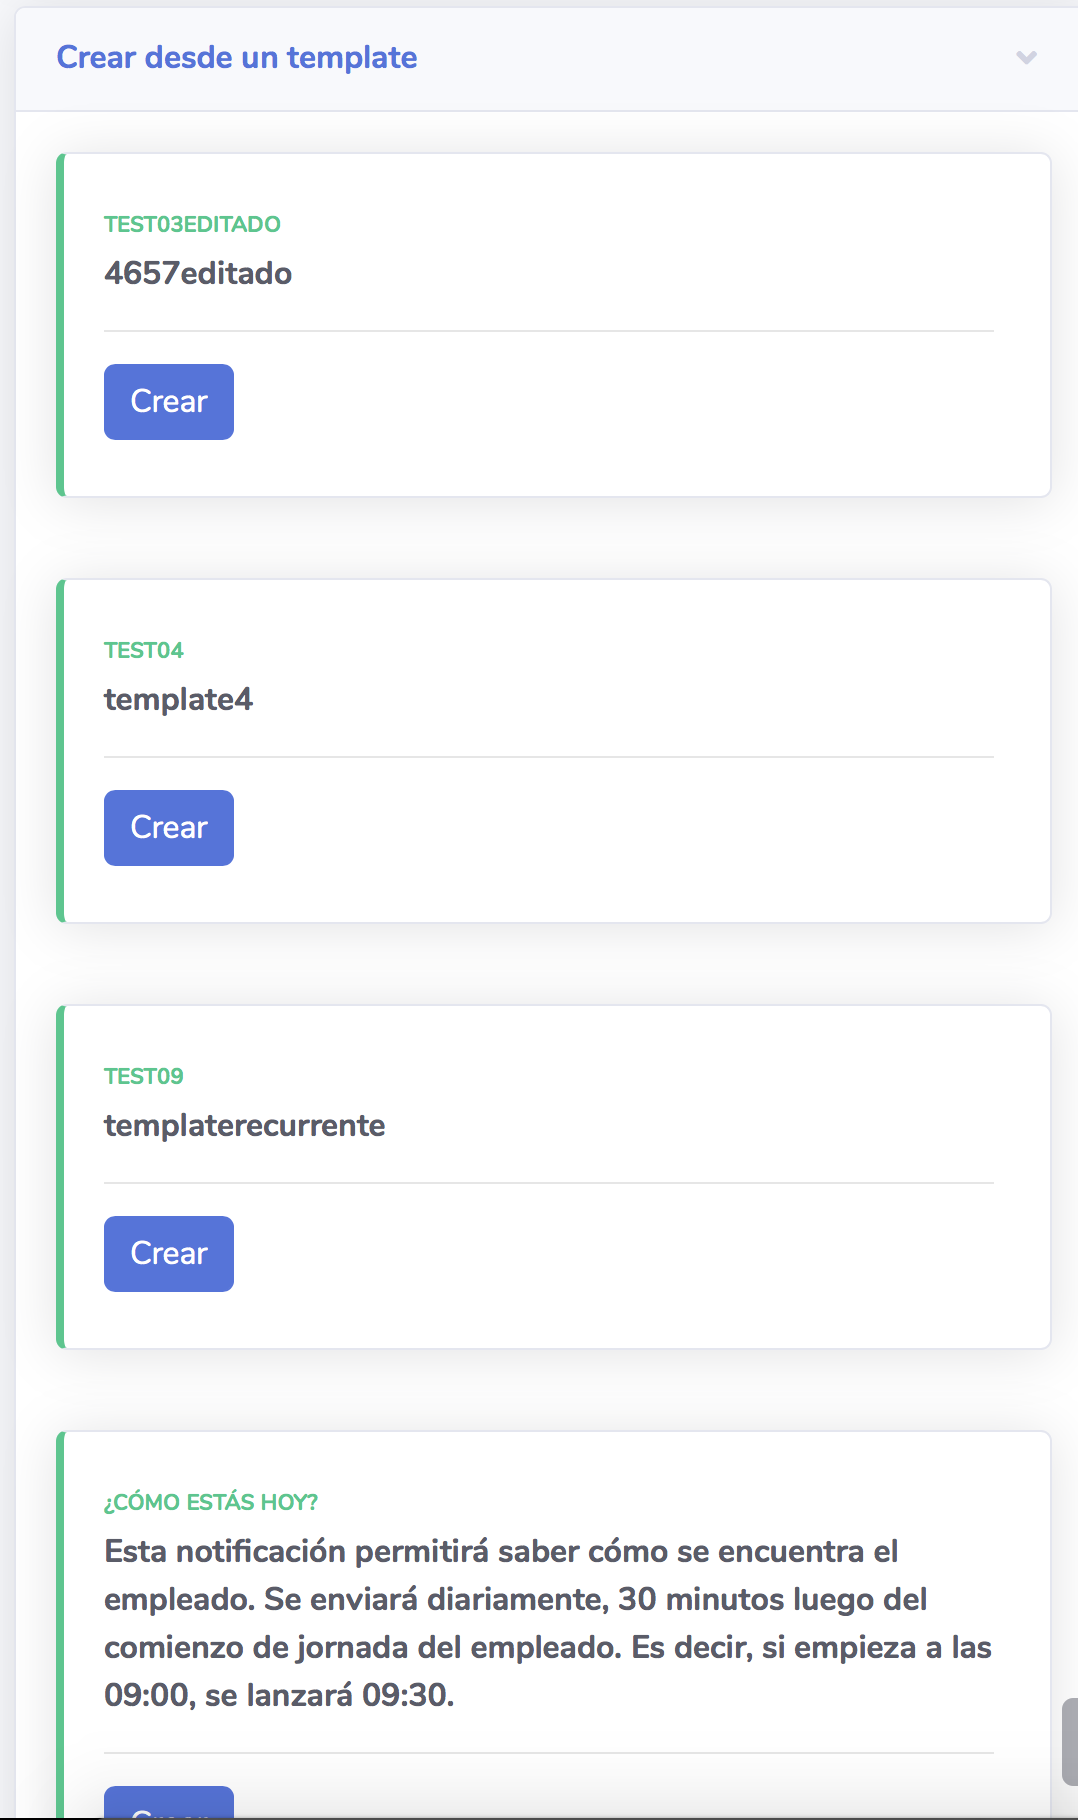 Crear desde un template
TEST03EDITADO
4657editado
Crear
TEST04
template4
Crear
TEST09
templaterecurrente
Crear
¿CÓMO ESTÁS HOY?
Esta notificación permitirá saber cómo se encuentra el
empleado. Se enviará diariamente, 30 minutos luego del
comienzo de jornada del empleado. Es decir, si empieza a las
09:00, se lanzará 09:30.
Crear